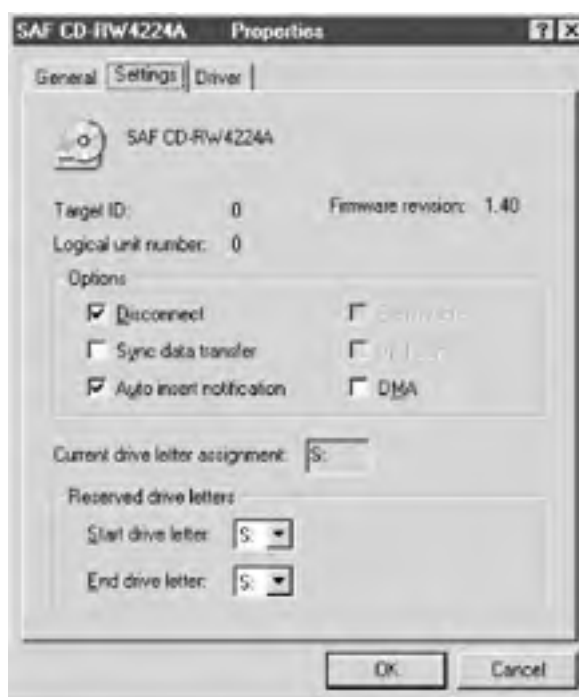 SAF CD-RW4224A Properties
General Settings Driver
SAF CD-RW4224A
Target ID: 0 Firmware revision: 1.40
Logical unit number: 0
Options
Disconnect
Sync data transfer
Auto insert notification DMA
Current drive letter assignment: S:
Reserved drive letters
Start drive letter: S:
End drive letter: S:
OK Cancel